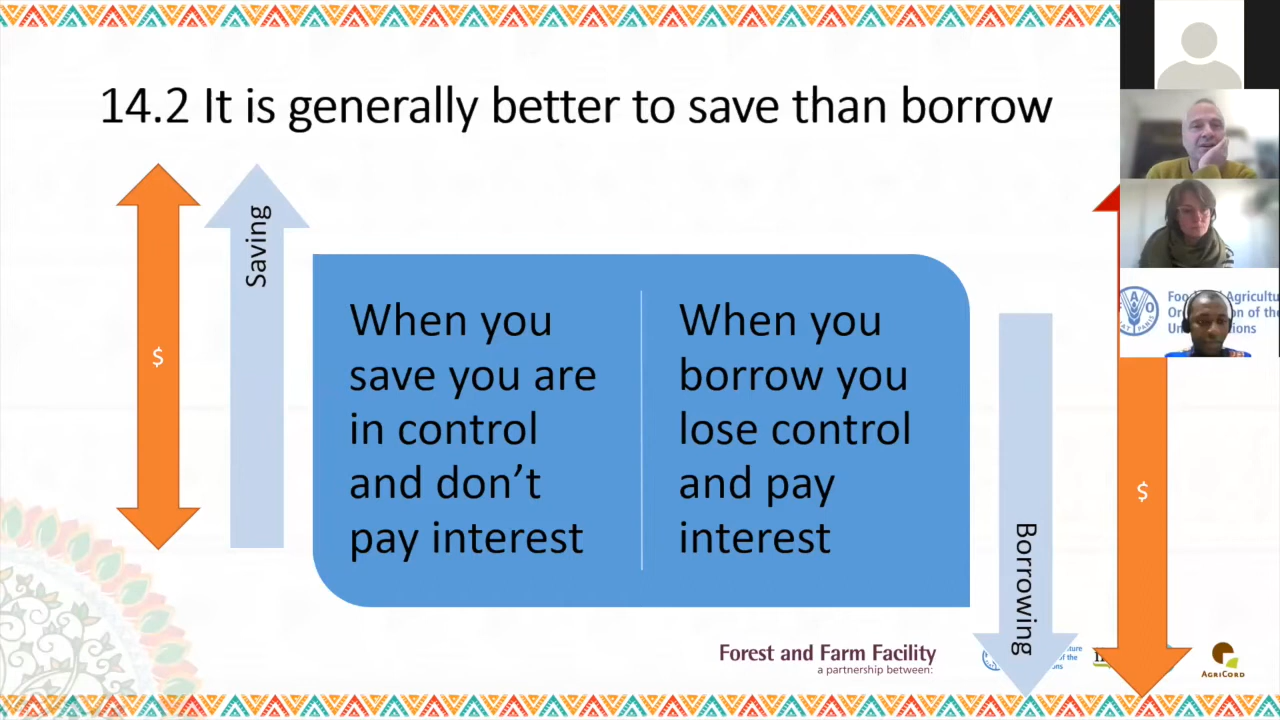 14.2 It is generally better to save than borrow
Saving
$
When you
save you are
in control
and don't
pay interest
When you
borrow you
lose control
and pay
interest
Borrowing
$
Forest and Farm Facility
a partnership between:
AGRICORD